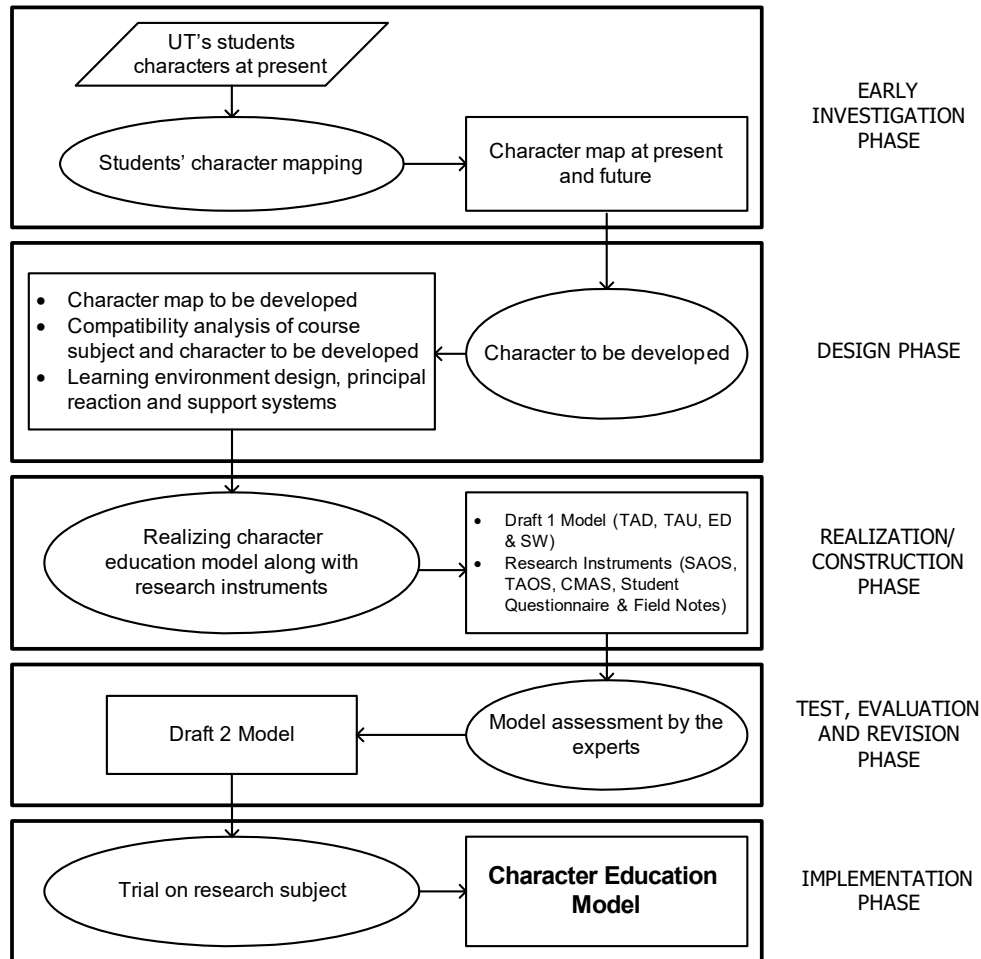 UT's students
characters at present
Students' character mapping
Character map at present
and future
EARLY
INVESTIGATION
PHASE
• Character map to be developed
• Compatibility analysis of course
subject and character to be developed
• Learning environment design, principal
reaction and support systems
Character to be developed
DESIGN PHASE
Realizing character
education model along with
research instruments
• Draft 1 Model (TAD, TAU, ED
& SW)
• Research Instruments (SAOS,
TAOS, CMAS, Student
Questionnaire & Field Notes)
REALIZATION/
CONSTRUCTION
PHASE
Draft 2 Model
Model assessment by the
experts
TEST, EVALUATION
AND REVISION
PHASE
Trial on research subject
Character Education
Model
IMPLEMENTATION
PHASE